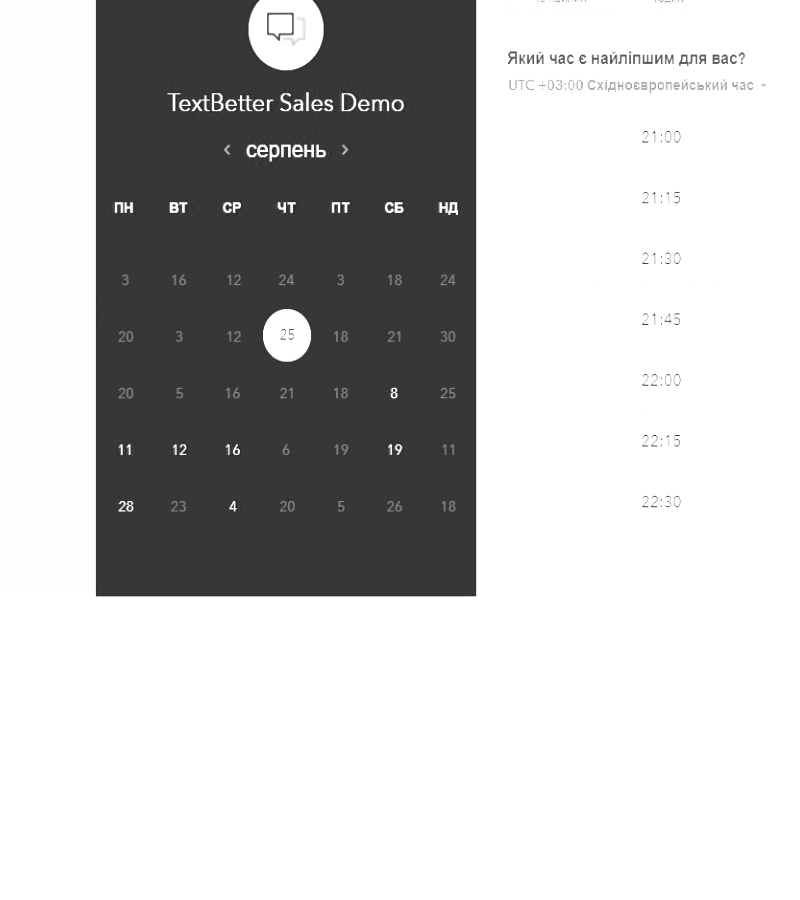 Який час є найліпшим для вас?
UTC +03:00 Східноєвропейський час
TextBetter Sales Demo
серпень
ПН ВТ СР ЧТ ПТ СБ НД
3 16 12 24 3 18 24
20 3 12 25 18 21 30
20 5 16 21 18 8 25
11 12 16 6 19 19 11
28 23 4 20 5 26 18
21:00
21:15
21:30
21:45
22:00
22:15
22:30